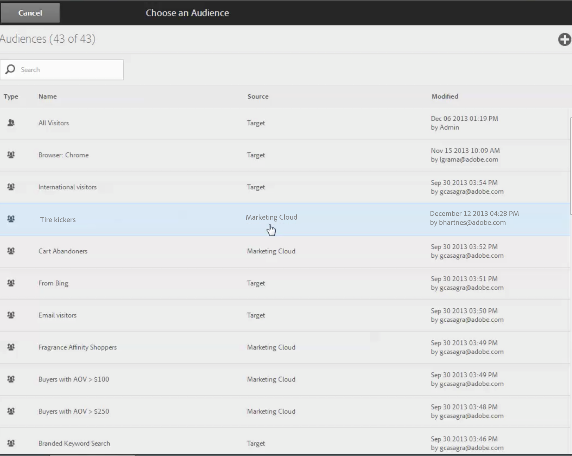 Cancel Choose an Audience
Audiences (43 of 43)
Search
Type Name Source Modified
All Visitors Target Dec 06 2013 01:19 PM
by Admin
Browser: Chrome Target Nov 15 2013 10:09 AM
by lgrama@adobe.com
International visitors Target Sep 30 2013 03:54 PM
by gcasagra@adobe.com
Tire kickers Marketing Cloud December 12 2013 04:28 PM
by bhartnes@adobe.com
Cart Abandoners Marketing Cloud Sep 30 2013 03:52 PM
by gcasagra@adobe.com
From Bing Target Sep 30 2013 03:51 PM
by gcasagra@adobe.com
Email visitors Target Sep 30 2013 03:50 PM
by gcasagra@adobe.com
Fragrance Affinity Shoppers Marketing Cloud Sep 30 2013 03:49 PM
by gcasagra@adobe.com
Buyers with AOV > $100 Marketing Cloud Sep 30 2013 03:49 PM
by gcasagra@adobe.com
Buyers with AOV > $250 Marketing Cloud Sep 30 2013 03:48 PM
by gcasagra@adobe.com
Branded Keyword Search Target Sep 30 2013 03:46 PM
by gcasagra@adobe.com